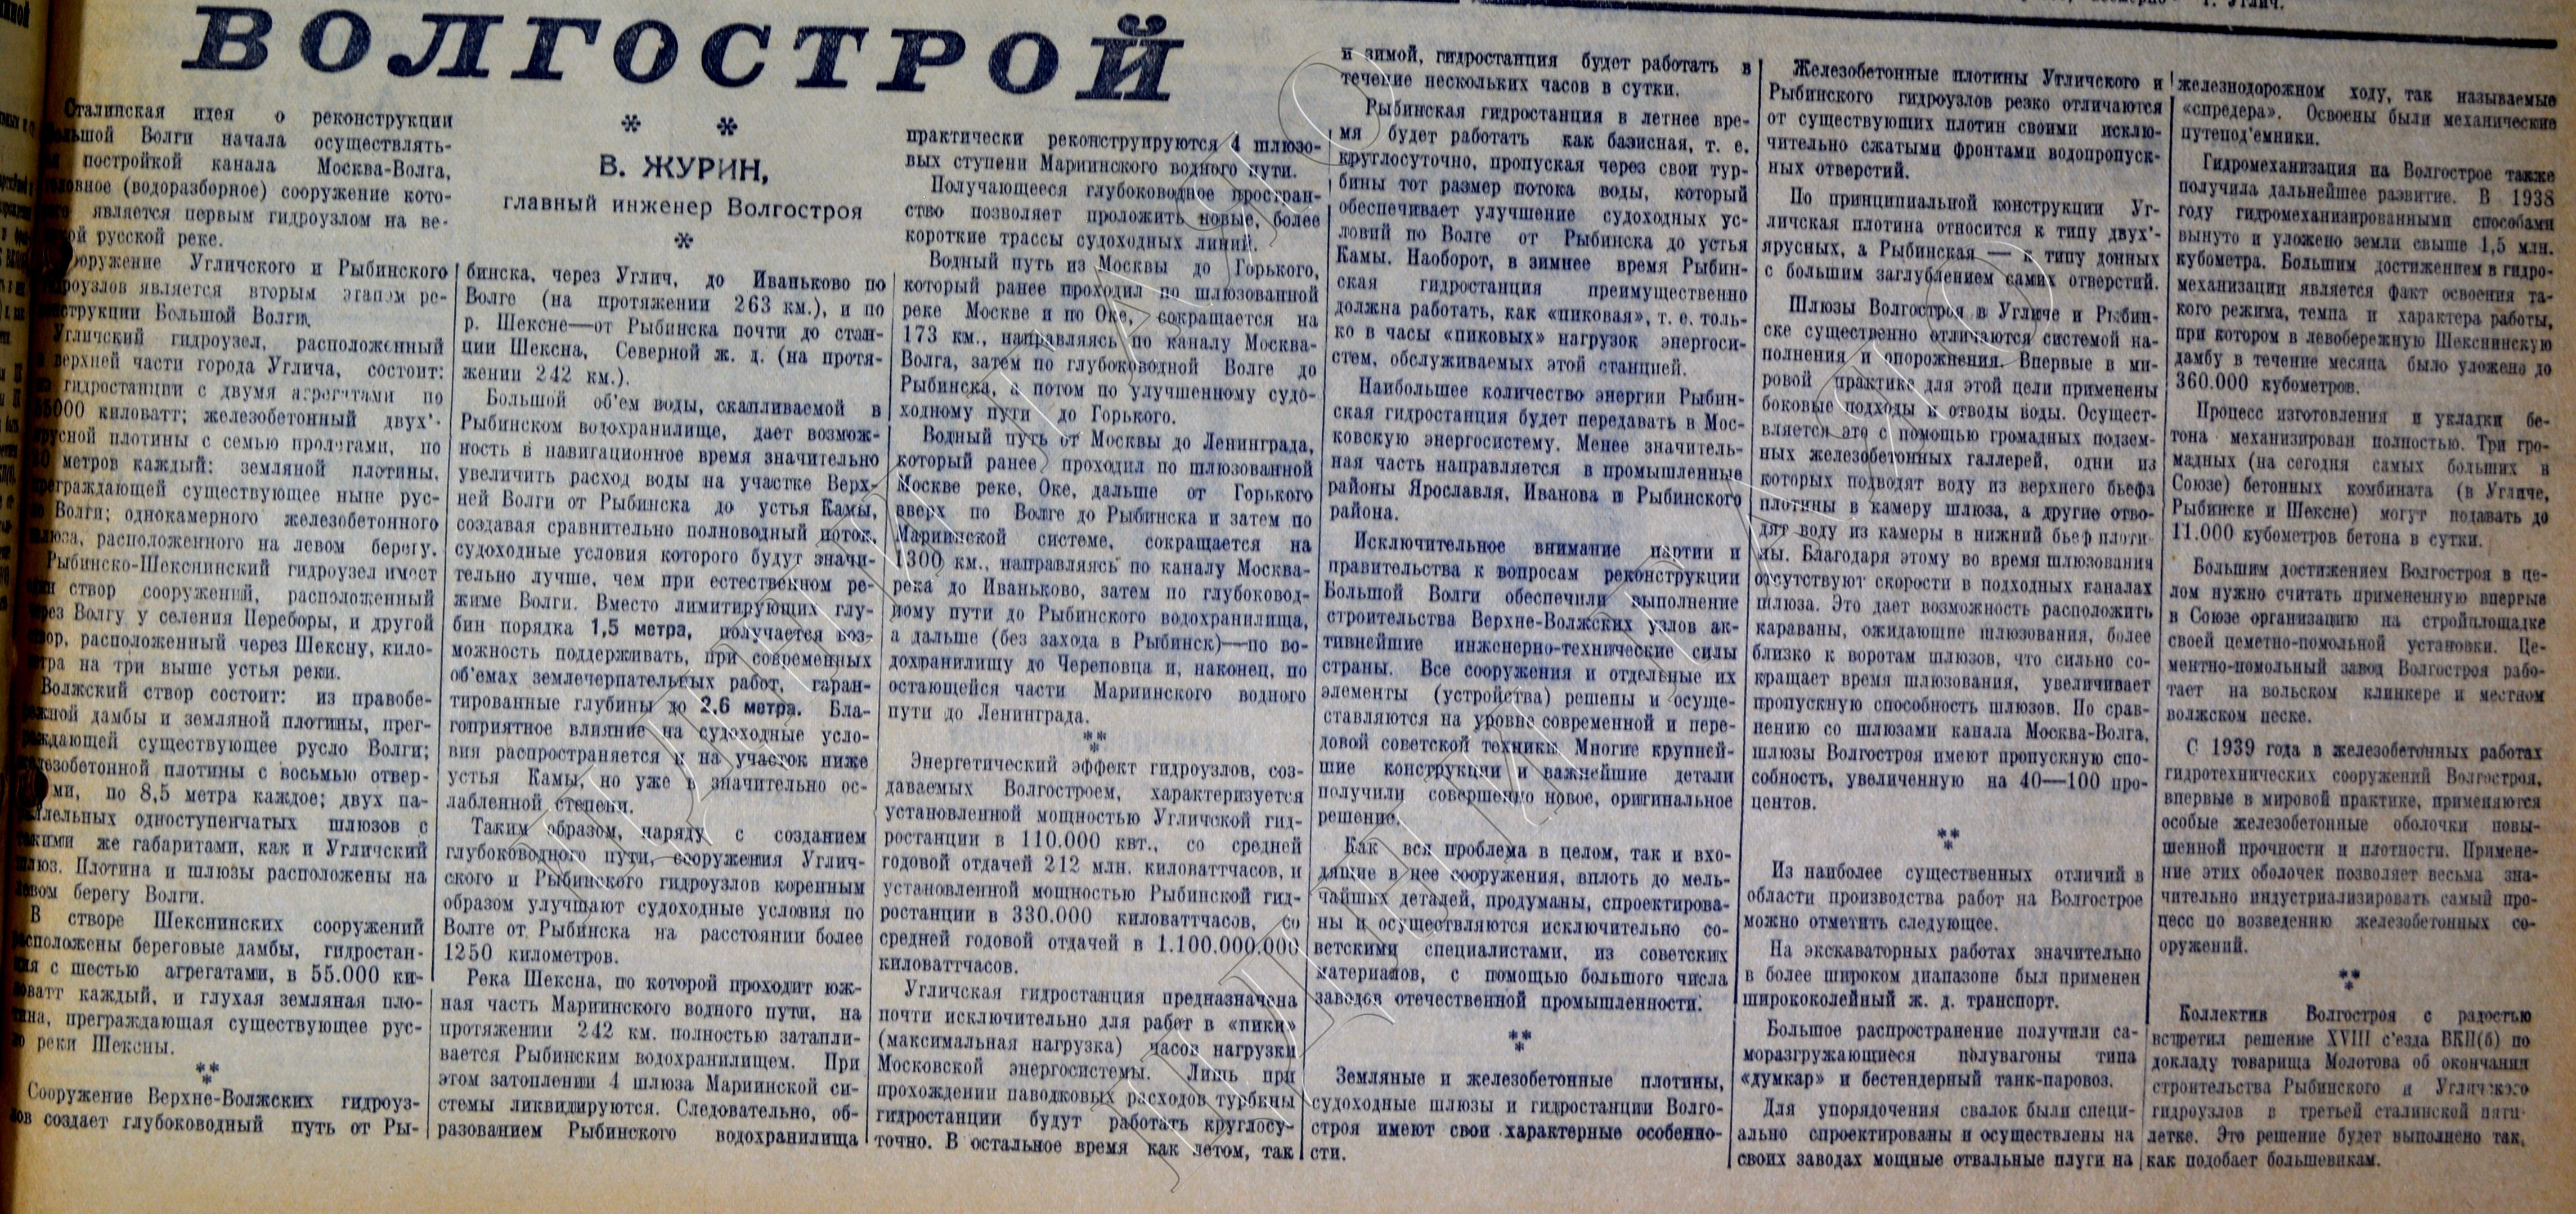 г. Углич.
ВОЛГОСТРОЙ
* *
В. ЖУРИН,
главный инженер Волгостроя
*
Сталинская идея о реконструкции
Большой Волги начала осуществлять-
постройкой канала Москва-Волга,
головное (водоразборное) сооружение кото-
является первым гидроузлом на ве-
русской реке.
Сооружение Угличского и Рыбинского
гидроузлов является вторым этапом ре-
конструкции Большой Волги.
Угличский гидроузел, расположенный
в верхней части города Углича, состоит:
из гидростанции с двумя агрегатами по
55000 киловатт; железобетонный двух'-
ярусной плотины с семью пролетами, по
метров каждый; земляной плотины,
преграждающей существующее ныне рус-
Волги; однокамерного железобетонного
шлюза, расположенного на левом берегу.
Рыбинско-Шекснинский гидроузел имеет
один створ сооружений, расположенный
через Волгу у селения Переборы, и другой
створ, расположенный через Шексну, кило-
метра на три выше устья реки.
Волжский створ состоит: из правобе-
режной дамбы и земляной плотины, прег-
раждающей существующее русло Волги;
железобетонной плотины с восьмью отвер-
ми, по 8,5 метра каждое; двух па-
раллельных одноступенчатых шлюзов с
такими же габаритами, как и Угличский
шлюз. Плотина и шлюзы расположены на
левом берегу Волги.
В створе Шекснинских сооружений
расположены береговые дамбы, гидростан-
ция с шестью агрегатами, в 55.000 ки-
ловатт каждый, и глухая земляная пло-
тина, преграждающая существующее рус-
ло реки Шексны.
***
Сооружение Верхне-Волжских гидроуз-
лов создает глубоководный путь от Ры-
бинска, через Углич, до Иваньково по
Волге (на протяжении 263 км.), и по
р. Шексне—от Рыбинска почти до стан-
ции Шексна, Северной ж. д. (на протя-
жении 242 км.).
Большой об'ем воды, скапливаемой в
Рыбинском водохранилище, дает возмож-
ность в навигационное время значительно
увеличить расход воды на участке Верх-
ней Волги от Рыбинска до устья Камы,
создавая сравнительно полноводный поток,
судоходные условия которого будут значи-
тельно лучше, чем при естественном ре-
жиме Волги. Вместо лимитирующих глу-
бин порядка 1,5 метра, получается воз-
можность поддерживать, при современных
об'емах землечерпательных работ, гаран-
тированные глубины до 2,6 метра. Бла-
гоприятное влияние на судоходные усло-
вия распространяется и на участок ниже
устья Камы, но уже в значительно ос-
лабленной степени.
Таким образом, наряду с созданием
глубоководного пути, сооружения Углич-
ского и Рыбинского гидроузлов коренным
образом улучшают судоходные условия по
Волге от Рыбинска на расстоянии более
1250 километров.
Река Шексна, по которой проходит юж-
ная часть Мариинского водного пути, на
протяжении 242 км. полностью затапли-
вается Рыбинским водохранилищем. При
этом затоплении 4 шлюза Мариинской си-
стемы ликвидируются. Следовательно, об-
разованием Рыбинского водохранилища
практически реконструируются 4 шлюзо-
вых ступени Мариинского водного пути.
Получающееся глубоководное простран-
ство позволяет проложить новые, более
короткие трассы судоходных линий.
Водный путь из Москвы до Горького,
который ранее проходил по шлюзованной
реке Москве и по Оке, сокращается на
173 км., направляясь по каналу Москва-
Волга, затем по глубоководной Волге до
Рыбинска, а потом по улучшенному судо-
ходному пути до Горького.
Водный путь от Москвы до Ленинграда,
который ранее проходил по шлюзованной
Москве реке, Оке, дальше от Горького
вверх по Волге до Рыбинска и затем по
Мариинской системе, сокращается на
1300 км., направляясь по каналу Москва-
река до Иваньково, затем по глубоковод-
ному пути до Рыбинского водохранилища,
а дальше (без захода в Рыбинск)—по во-
дохранилищу до Череповца и, наконец, по
остающейся части Мариинского водного
пути до Ленинграда.
***
Энергетический эффект гидроузлов, соз-
даваемых Волгостроем, характеризуется
установленной мощностью Угличской гид-
ростанции в 110.000 квт., со средней
годовой отдачей 212 млн. киловаттчасов, и
установленной мощностью Рыбинской гид-
ростанции в 330.000 киловаттчасов, со
средней годовой отдачей в 1.100.000.000
киловаттчасов.
Угличская гидростанция предназначена
почти исключительно для работ в «пики»
(максимальная нагрузка) часов нагрузки
Московской энергосистемы. Лишь при
прохождении паводковых расходов турбины
гидростанции будут работать круглосу-
точно. В остальное время как летом, так
и зимой, гидростанция будет работать в
течение нескольких часов в сутки.
Рыбинская гидростанция в летнее вре-
мя будет работать как базисная, т. е.
круглосуточно, пропуская через свои тур-
бины тот размер потока воды, который
обеспечивает улучшение судоходных ус-
ловий по Волге от Рыбинска до устья
Камы. Наоборот, в зимнее время Рыбин-
ская гидростанция преимущественно
должна работать, как «пиковая», т. е. толь-
ко в часы «пиковых» нагрузок энергоси-
стем, обслуживаемых этой станцией.
Наибольшее количество энергии Рыбин-
ская гидростанция будет передавать в Мос-
ковскую энергосистему. Менее значитель-
ная часть направляется в промышленные
районы Ярославля, Иванова и Рыбинского
района.
Исключительное внимание партии и
правительства к вопросам реконструкции
Большой Волги обеспечили выполнение
строительства Верхне-Волжских узлов ак-
тивнейшие инженерно-технические силы
страны. Все сооружения и отдельные их
элементы (устройства) решены и осуще-
ставляются на уровне современной и пере-
довой советской техники. Многие крупней-
шие конструкции и важнейшие детали
получили совершенно новое, оригинальное
решение.
Как вся проблема в целом, так и вхо-
дящие в нее сооружения, вплоть до мель-
чайших деталей, продуманы, спроектирова-
ны и осуществляются исключительно со-
ветскими специалистами, из советских
материалов, с помощью большого числа
заводов отечественной промышленности.
***
Земляные и железобетонные плотины,
судоходные шлюзы и гидростанции Волго-
строя имеют свои характерные особенно-
сти.
Железобетонные плотины Угличского и
Рыбинского гидроузлов резко отличаются
от существующих плотин своими исклю-
чительно сжатыми фронтами водопропуск-
ных отверстий.
По принципиальной конструкции Уг-
личская плотина относится к типу двух'-
ярусных, а Рыбинская — к типу донных
с большим заглублением самих отверстий.
Шлюзы Волгостроя в Угличе и Рыбин-
ске существенно отличаются системой на-
полнения и опорожнения. Впервые в ми-
ровой практике для этой цели применены
боковые подходы и отводы воды. Осущест-
вляется это с помощью громадных подзем-
ных железобетонных галлерей, одни из
которых подводят воду из верхнего бьефа
плотины в камеру шлюза, а другие отво-
дят воду из камеры в нижний бьеф плоти-
ны. Благодаря этому во время шлюзования
отсутствуют скорости в подходных каналах
шлюза. Это дает возможность расположить
караваны, ожидающие шлюзования, более
близко к воротам шлюзов, что сильно со-
кращает время шлюзования, увеличивает
пропускную способность шлюзов. По срав-
нению со шлюзами канала Москва-Волга,
шлюзы Волгостроя имеют пропускную спо-
собность, увеличенную на 40—100 про-
центов.
***
Из наиболее существенных отличий в
области производства работ на Волгострое
можно отметить следующее.
На экскаваторных работах значительно
в более широком диапазоне был применен
ширококолейный ж. д. транспорт.
Большое распространение получили са-
моразгружающиеся полувагоны типа
«думкар» и бестендерный танк-паровоз.
Для упорядочения свалок были специ-
ально спроектированы и осуществлены на
своих заводах мощные отвальные плуги на
железнодорожном ходу, так называемые
«спредера». Освоены были механические
путепод'емники.
Гидромеханизация на Волгострое также
получила дальнейшее развитие. В 1938
году гидромеханизированными способами
вынуто и уложено земли свыше 1,5 млн.
кубометра. Большим достижением в гидро-
механизации является факт освоения та-
кого режима, темпа и характера работы,
при котором в левобережную Шекснинскую
дамбу в течение месяца было уложено до
360.000 кубометров.
Процесс изготовления и укладки бе-
тона механизирован полностью. Три гро-
мадных (на сегодня самых больших в
Союзе) бетонных комбината (в Угличе,
Рыбинске и Шексне) могут подавать до
11.000 кубометров бетона в сутки.
Большим достижением Волгостроя в це-
лом нужно считать примененную впервые
в Союзе организацию на стройплощадке
своей цеметно-помольной установки. Це-
ментно-помольный завод Волгостроя рабо-
тает на вольском клинкере и местном
волжском песке.
С 1939 года в железобетонных работах
гидротехнических сооружений Волгостроя,
впервые в мировой практике, применяются
особые железобетонные оболочки повы-
шенной прочности и плотности. Примене-
ние этих оболочек позволяет весьма зна-
чительно индустриализировать самый про-
цесс по возведению железобетонных со-
оружений.
***
Коллектив Волгостроя с радостью
встретил решение XVIII с'езда ВКП(б) по
докладу товарища Молотова об окончании
строительства Рыбинского и Угличского
гидроузлов в третьей сталинской пяти-
летке. Это решение будет выполнено так,
как подобает большевикам.